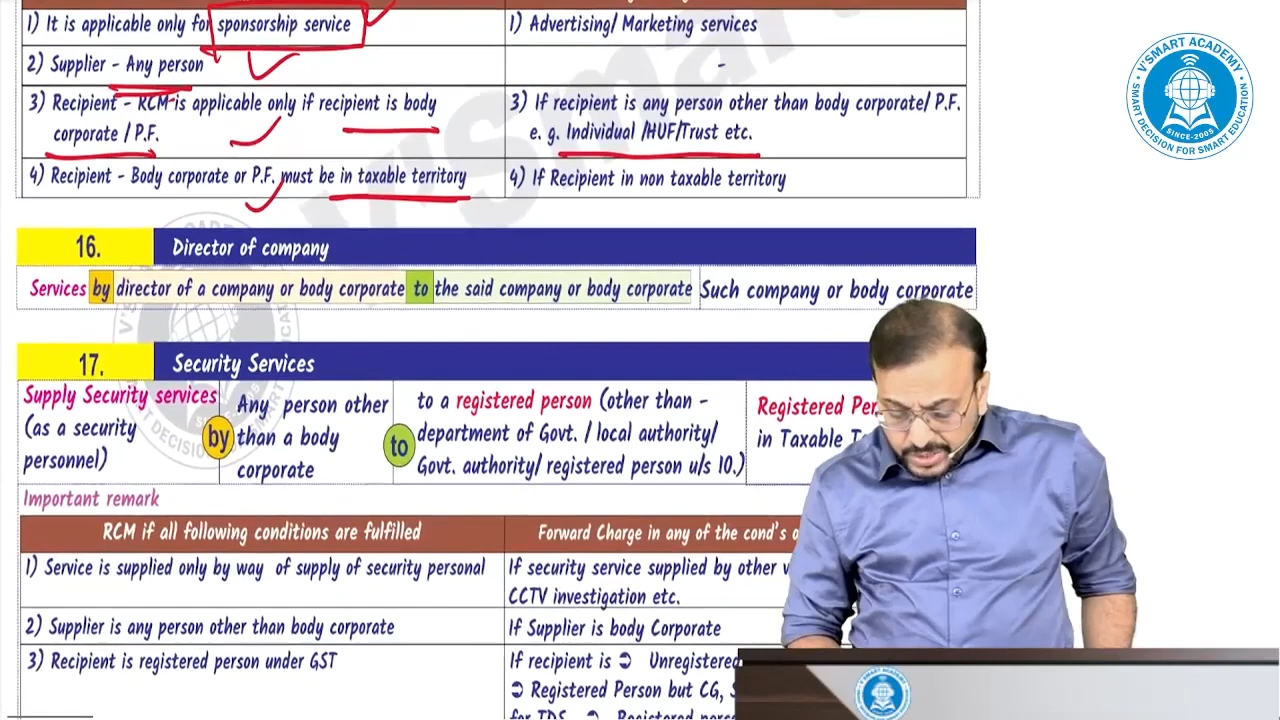 1) It is applicable only for sponsorship service
1) Advertising/ Marketing services
2) Supplier - Any person
-
3) Recipient - RCM is applicable only if recipient is body
corporate / P.F.
3) If recipient is any person other than body corporate/ P.F.
e. g. Individual /HUF/Trust etc.
4) Recipient - Body corporate or P.F. must be in taxable territory
4) If Recipient in non taxable territory
16. Director of company
Services by director of a company or body corporate to the said company or body corporate
Such company or body corporate
17. Security Services
Supply Security services
(as a security
personnel)
by
Any person other
than a body
corporate
to
to a registered person (other than -
department of Govt. / local authority/
Govt. authority/ registered person u/s 10.)
Registered
in Taxable
Important remark
RCM if all following conditions are fulfilled
Forward Charge in any of the cond's
1) Service is supplied only by way of supply of security personal
If security service supplied by other
CCTV investigation etc.
2) Supplier is any person other than body corporate
If Supplier is body Corporate
3) Recipient is registered person under GST
If recipient is ➲ Unregistered
➲ Registered Person but CG,
for TDS ➲ Registered
V'SMART ACADEMY
SMART DECISION FOR SMART EDUCATION
SINCE-2005